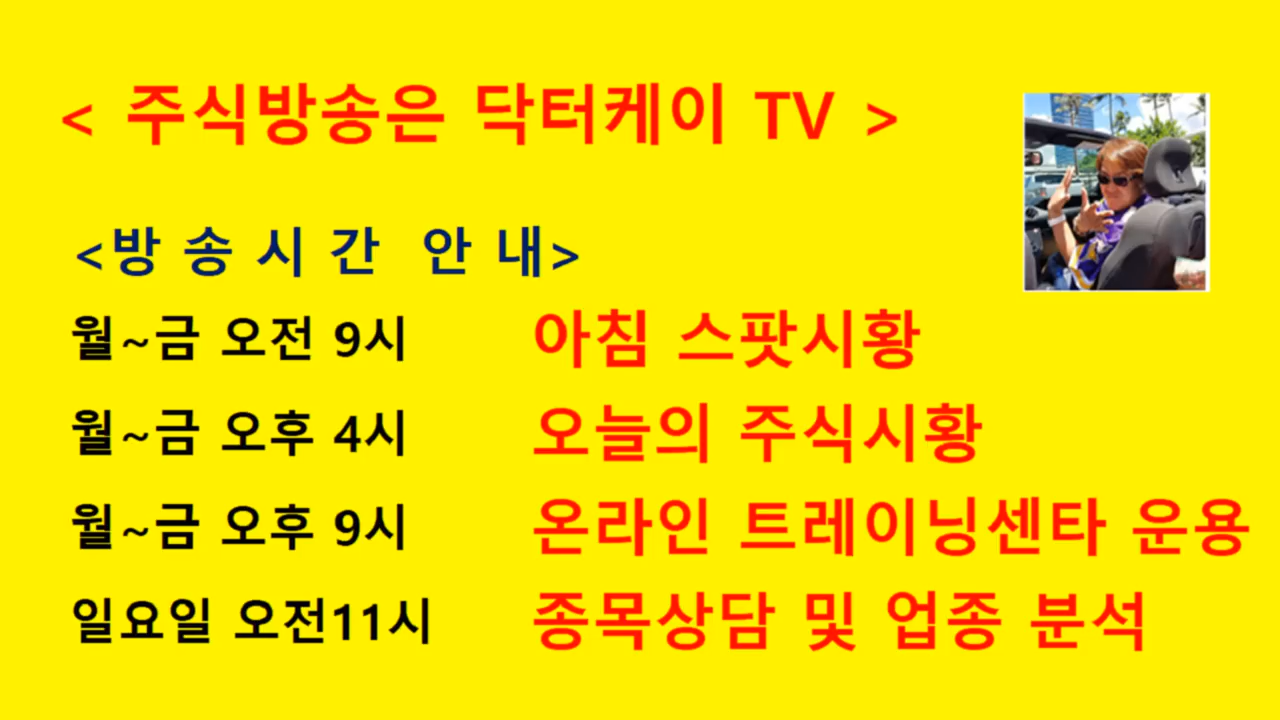 < 주식방송은 닥터케이 TV >
<방 송 시 간 안 내>
월~금 오전 9시 아침 스팟시황
월~금 오후 4시 오늘의 주식시황
월~금 오후 9시 온라인 트레이닝센타 운용
일요일 오전11시 종목상담 및 업종 분석